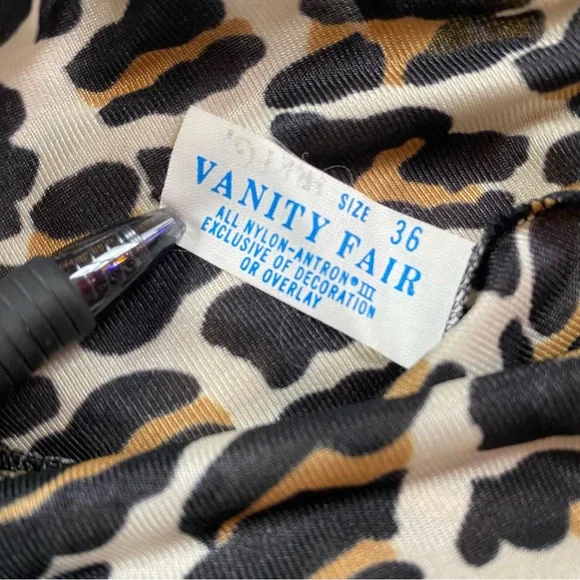 SIZE 36
VANITY FAIR
ALL NYLON-ANTRON®III
EXCLUSIVE OF DECORATION
OR OVERLAY